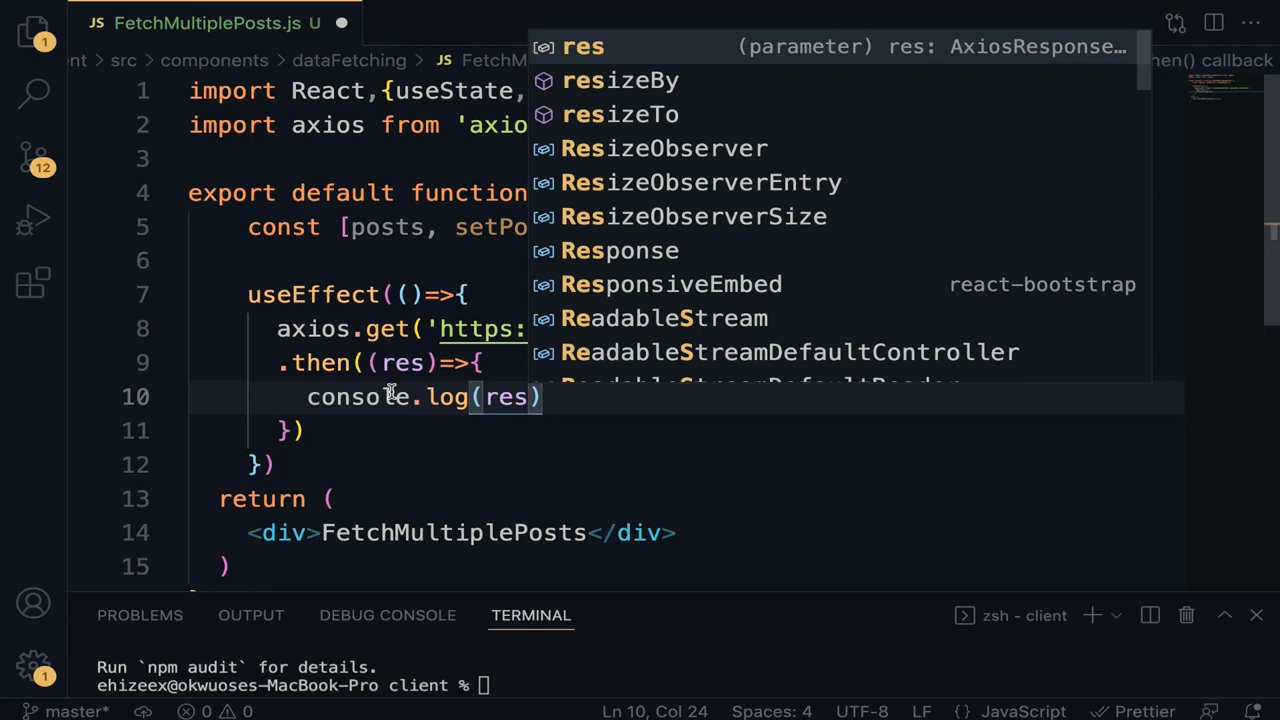 1
JS FetchMultiplePosts.js U
ent > src > components > dataFetching > JS FetchM
hen() callback
1 import React,{useState,
2 import axios from 'axio
3
4 export default function
5 const [posts, setPo
6
7 useEffect(()=>{
8 axios.get('https:
9 .then((res)=>{
10 console.log(res)
11 })
12 })
13 return (
14 <div>FetchMultiplePosts</div>
15 )
res (parameter) res: AxiosResponse…
resizeBy
resizeTo
ResizeObserver
ResizeObserverEntry
ResizeObserverSize
Response
ResponsiveEmbed react-bootstrap
ReadableStream
ReadableStreamDefaultController
ReadableStreamDefaultReader
12
1
PROBLEMS OUTPUT DEBUG CONSOLE TERMINAL zsh - client
Run `npm audit` for details.
ehizeex@okwuoses-MacBook-Pro client %
master* 0 0 Ln 10, Col 24 Spaces: 4 UTF-8 LF {} JavaScript Prettier